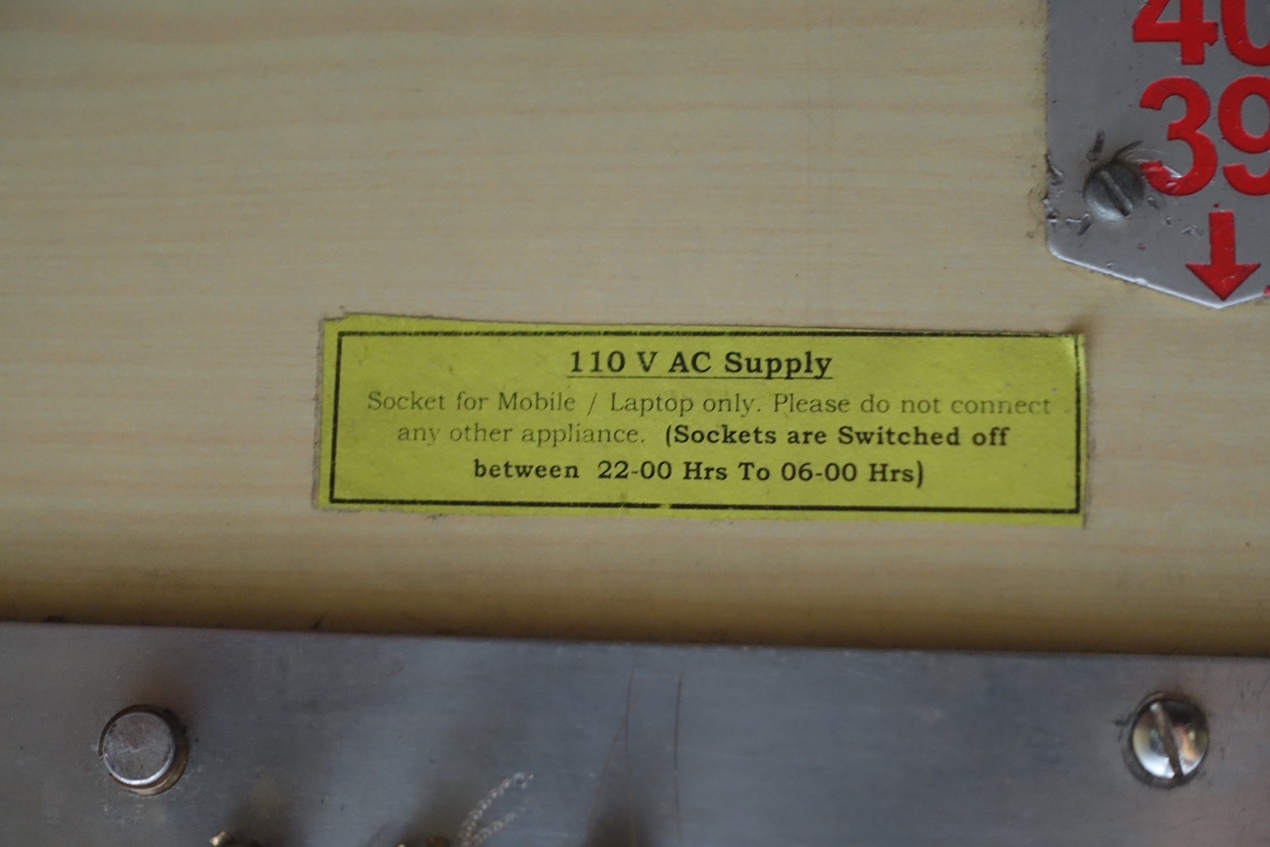 40
39
110 V AC Supply
Socket for Mobile / Laptop only. Please do not connect
any other appliance. (Sockets are Switched off
between 22-00 Hrs To 06-00 Hrs)